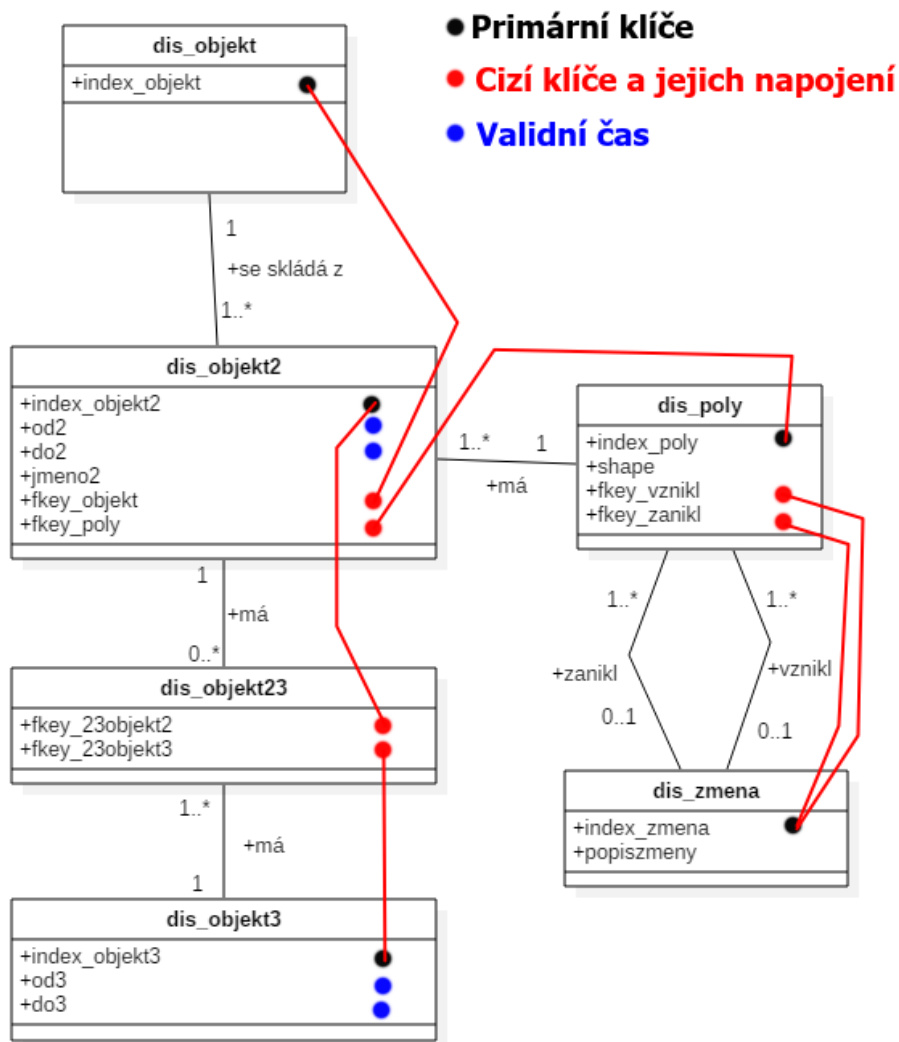 Primární klíče
Cizí klíče a jejich napojení
Validní čas
dis_objekt
+index_objekt
1
+se skládá z
1..*
dis_objekt2
+index_objekt2
+od2
+do2
+jmeno2
+fkey_objekt
+fkey_poly
1..*
1
+má
dis_poly
+index_poly
+shape
+fkey_vznikl
+fkey_zanikl
1
+má
0..*
1..*
1..*
+zanikl
+vznikl
0..1
0..1
dis_objekt23
+fkey_23objekt2
+fkey_23objekt3
1..*
+má
1
dis_zmena
+index_zmena
+popiszmeny
dis_objekt3
+index_objekt3
+od3
+do3